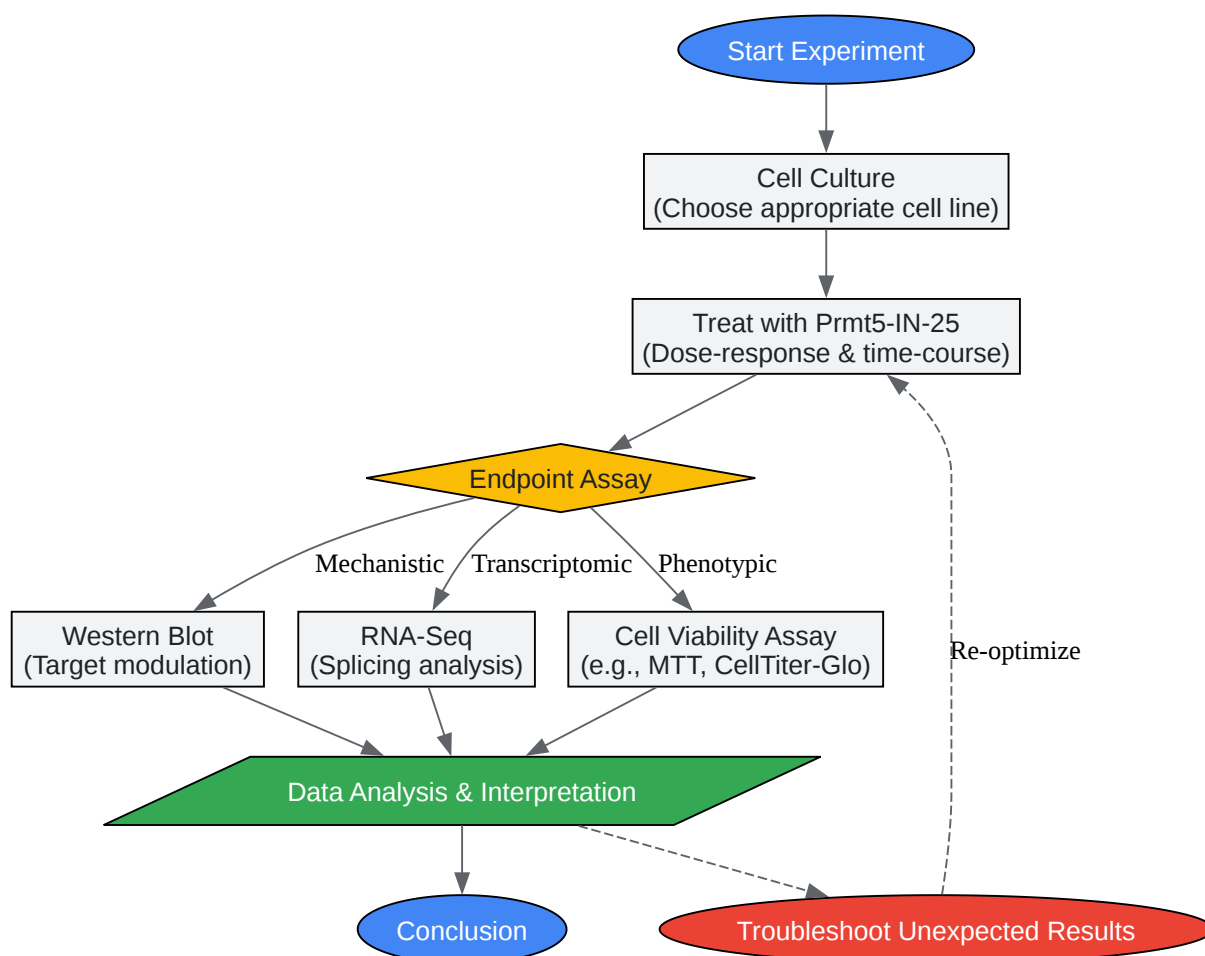 Start Experiment
Cell Culture
(Choose appropriate cell line)
Treat with Prmt5-IN-25
(Dose-response & time-course)
Endpoint Assay
Mechanistic
Transcriptomic
Phenotypic
Western Blot
(Target modulation)
RNA-Seq
(Splicing analysis)
Cell Viability Assay
(e.g., MTT, CellTiter-Glo)
Re-optimize
Data Analysis & Interpretation
Conclusion
Troubleshoot Unexpected Results